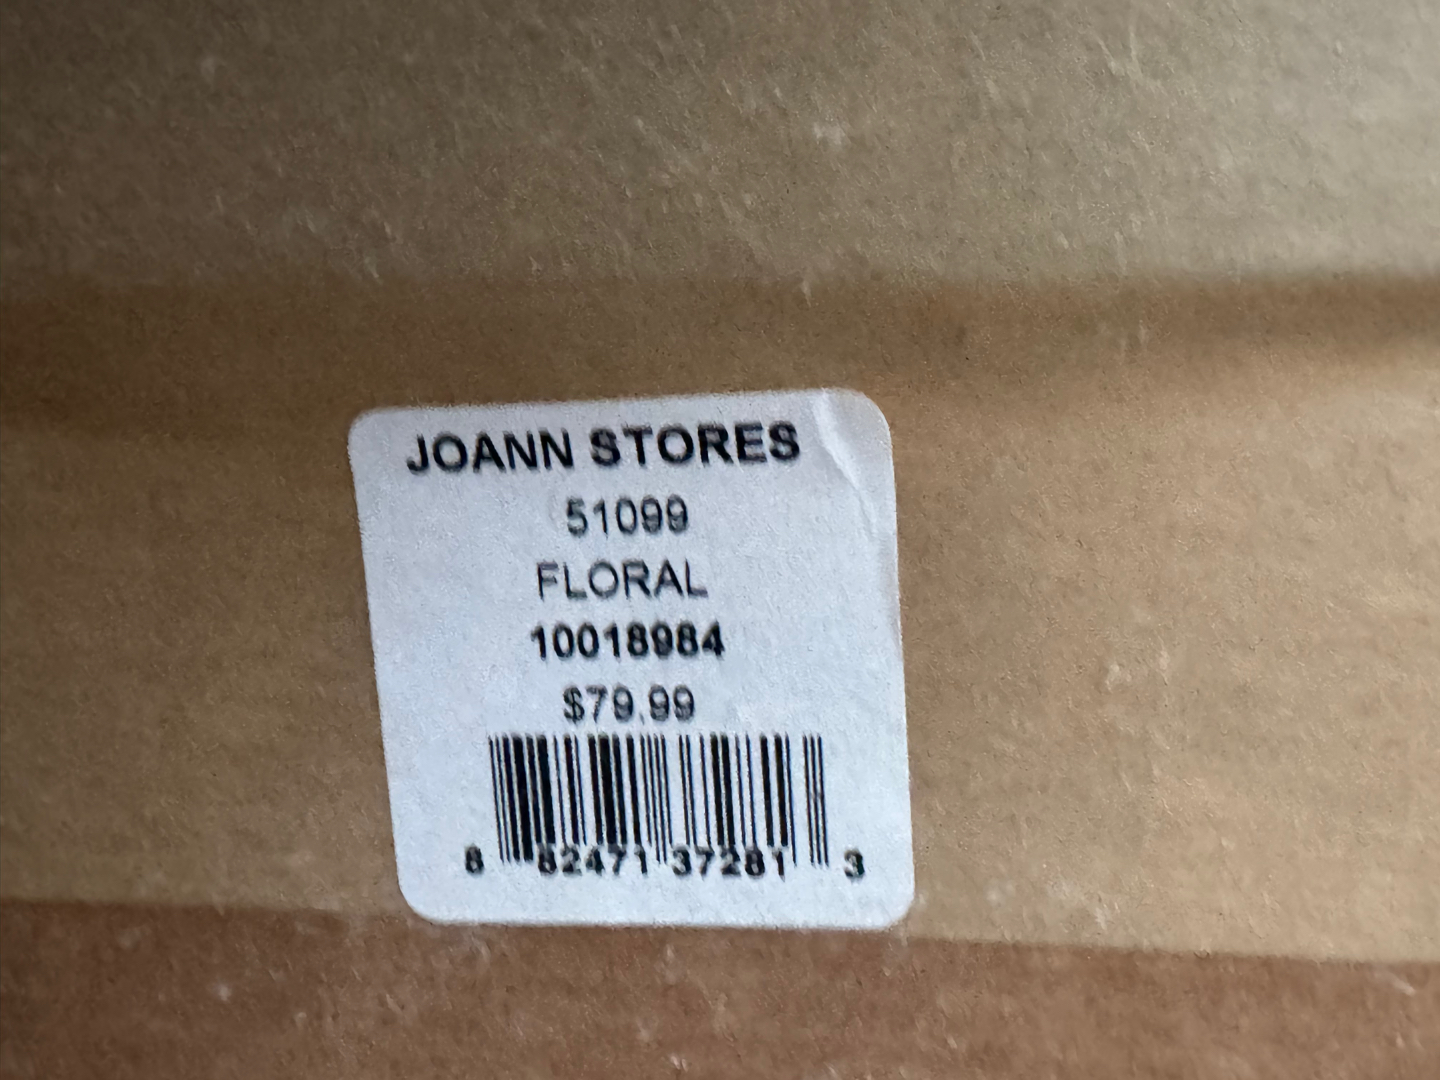 JOANN STORES
51099
FLORAL
10018984
$79.99
8 82471 37281 3